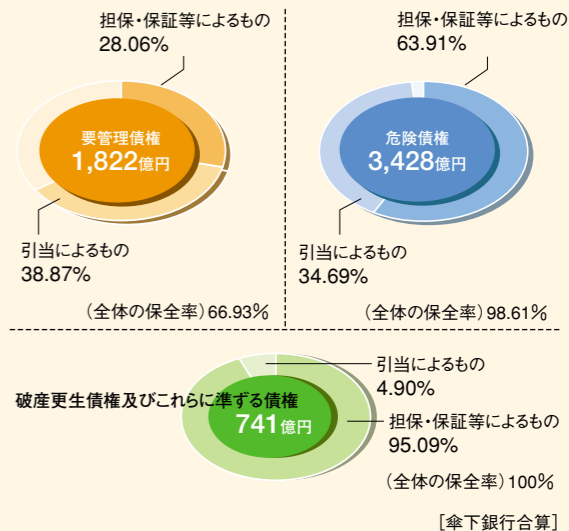 担保・保証等によるもの
28.06%
要管理債権
1,822億円
引当によるもの
38.87%
(全体の保全率)66.93%
担保・保証等によるもの
63.91%
危険債権
3,428億円
引当によるもの
34.69%
(全体の保全率)98.61%
引当によるもの
4.90%
破産更生債権及びこれらに準ずる債権
741億円
担保・保証等によるもの
95.09%
(全体の保全率)100%
[傘下銀行合算]